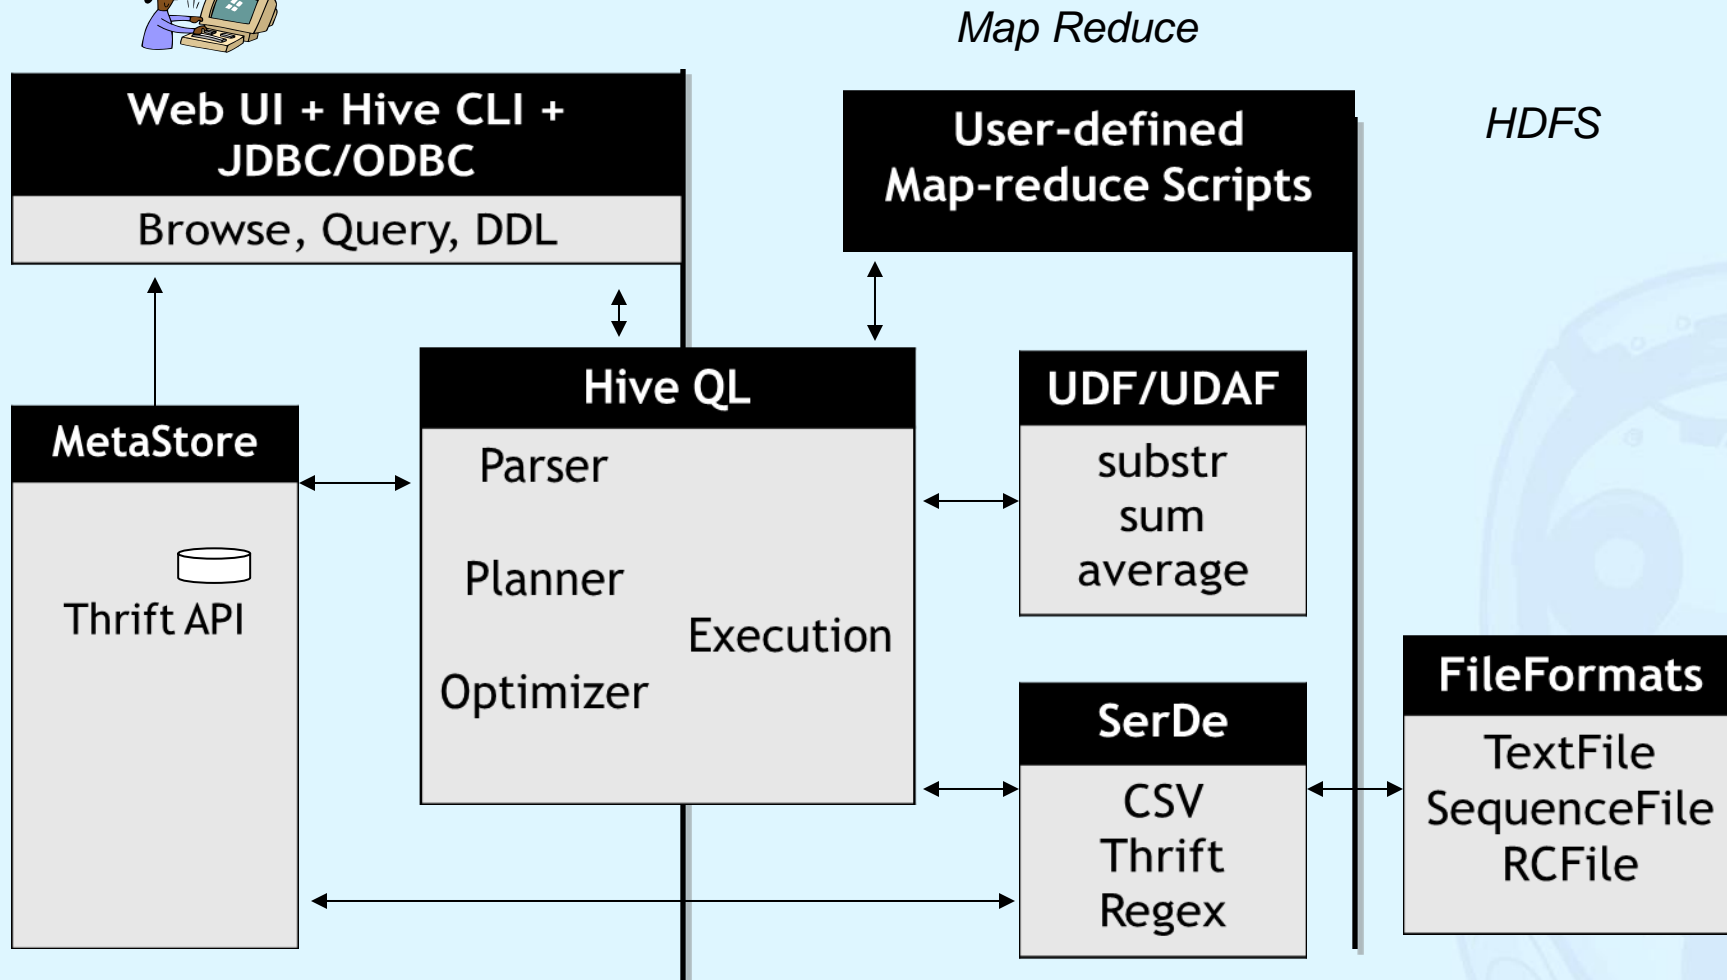 Map Reduce
HDFS
Web UI + Hive CLI +
JDBC/ODBC
Browse, Query, DDL
User-defined
Map-reduce Scripts
MetaStore
Thrift API
Hive QL
Parser
Planner
Execution
Optimizer
UDF/UDAF
substr
sum
average
SerDe
CSV
Thrift
Regex
FileFormats
TextFile
SequenceFile
RCFile